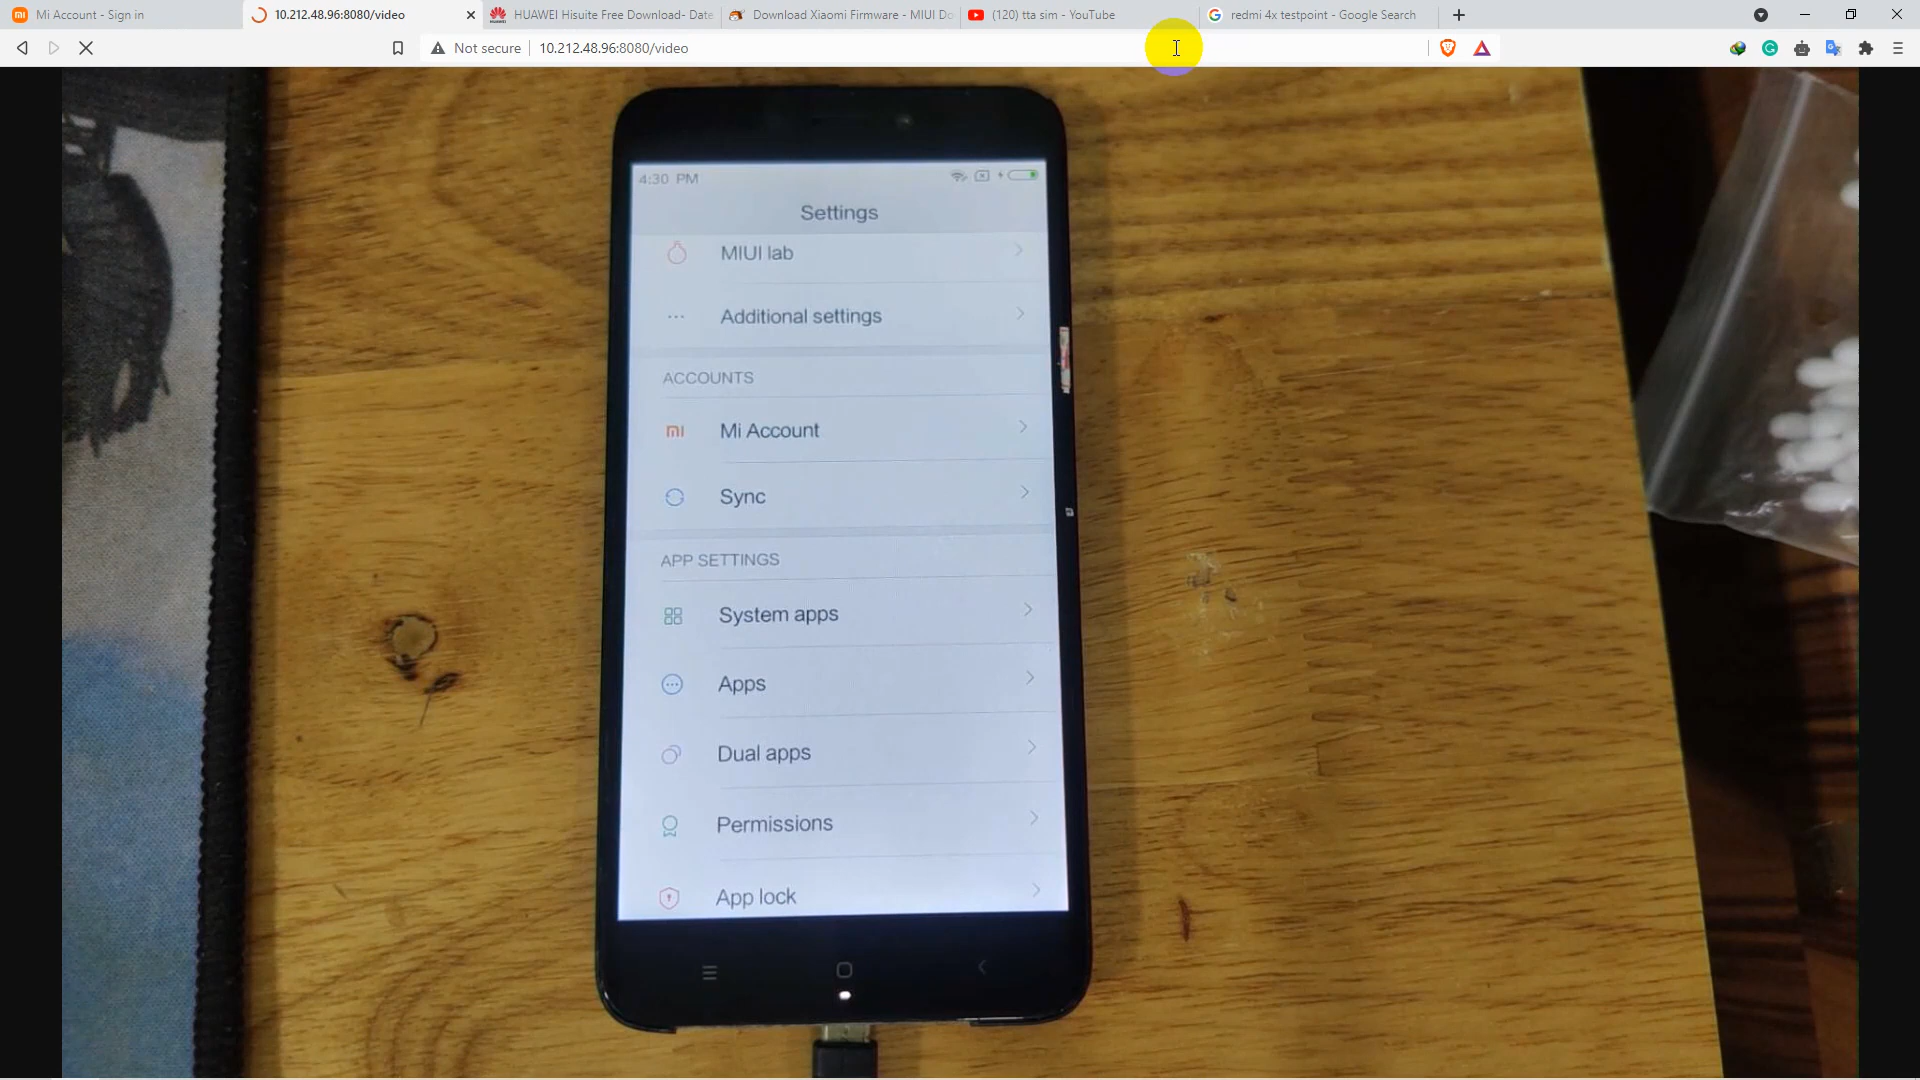 Mi Account - Sign in
10.212.48.96:8080/video
HUAWEI Hisuite Free Download- Date
Download Xiaomi Firmware - MIUI Do
(120) tta sim - YouTube
redmi 4x testpoint - Google Search
Not secure
10.212.48.96:8080/video
4:30 PM
Settings
MIUI lab
Additional settings
ACCOUNTS
Mi Account
Sync
APP SETTINGS
System apps
Apps
Dual apps
Permissions
App lock